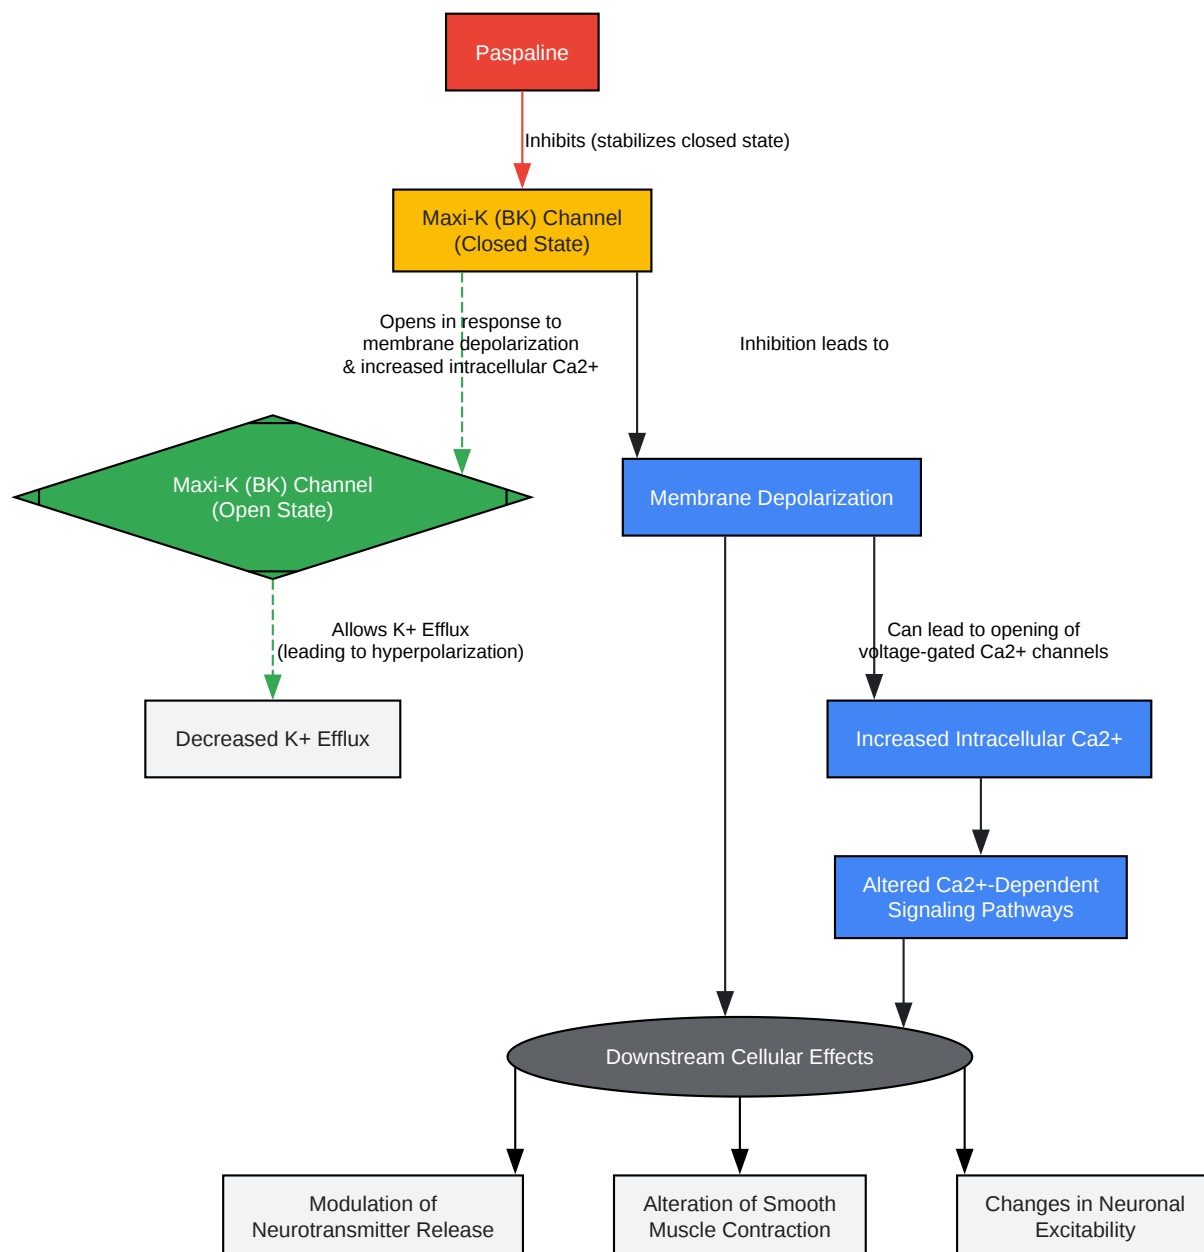 Paspaline
Inhibits (stabilizes closed state)
Maxi-K (BK) Channel
(Closed State)
Opens in response to
membrane depolarization
& increased intracellular Ca2+
Inhibition leads to
Maxi-K (BK) Channel
(Open State)
Membrane Depolarization
Allows K+ Efflux
(leading to hyperpolarization)
Can lead to opening of
voltage-gated Ca2+ channels
Decreased K+ Efflux
Increased Intracellular Ca2+
Altered Ca2+-Dependent
Signaling Pathways
Downstream Cellular Effects
Modulation of
Neurotransmitter Release
Alteration of Smooth
Muscle Contraction
Changes in Neuronal
Excitability